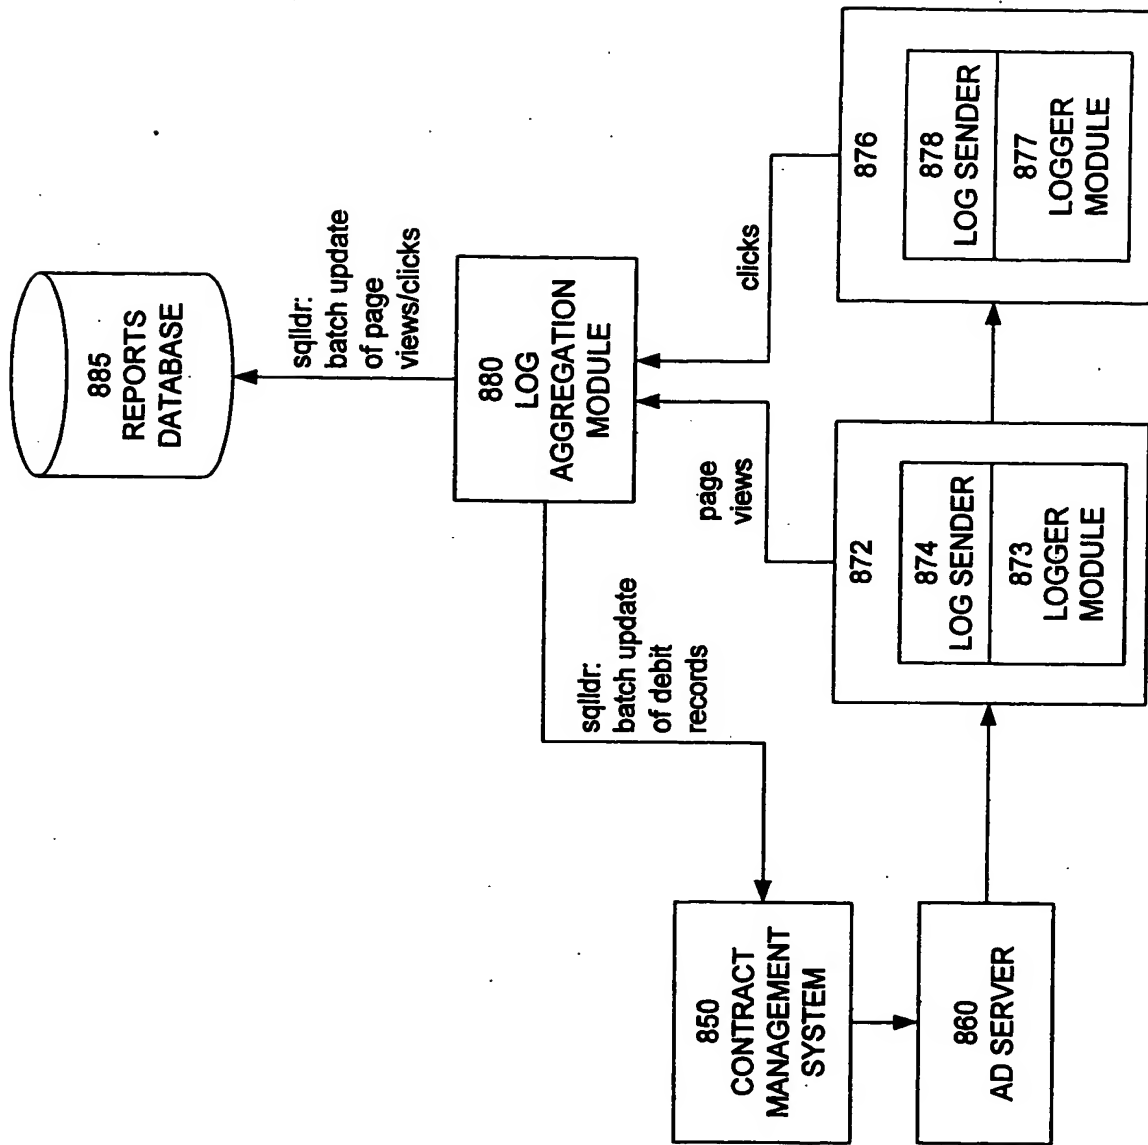 885
REPORTS
DATABASE
sqlldr:
batch update
of page
views/clicks
880
LOG
AGGREGATION
MODULE
sqlldr:
batch update
of debit
records
page
views
clicks
850
CONTRACT
MANAGEMENT
SYSTEM
860
AD SERVER
872
874
LOG SENDER
873
LOGGER
MODULE
876
878
LOG SENDER
877
LOGGER
MODULE